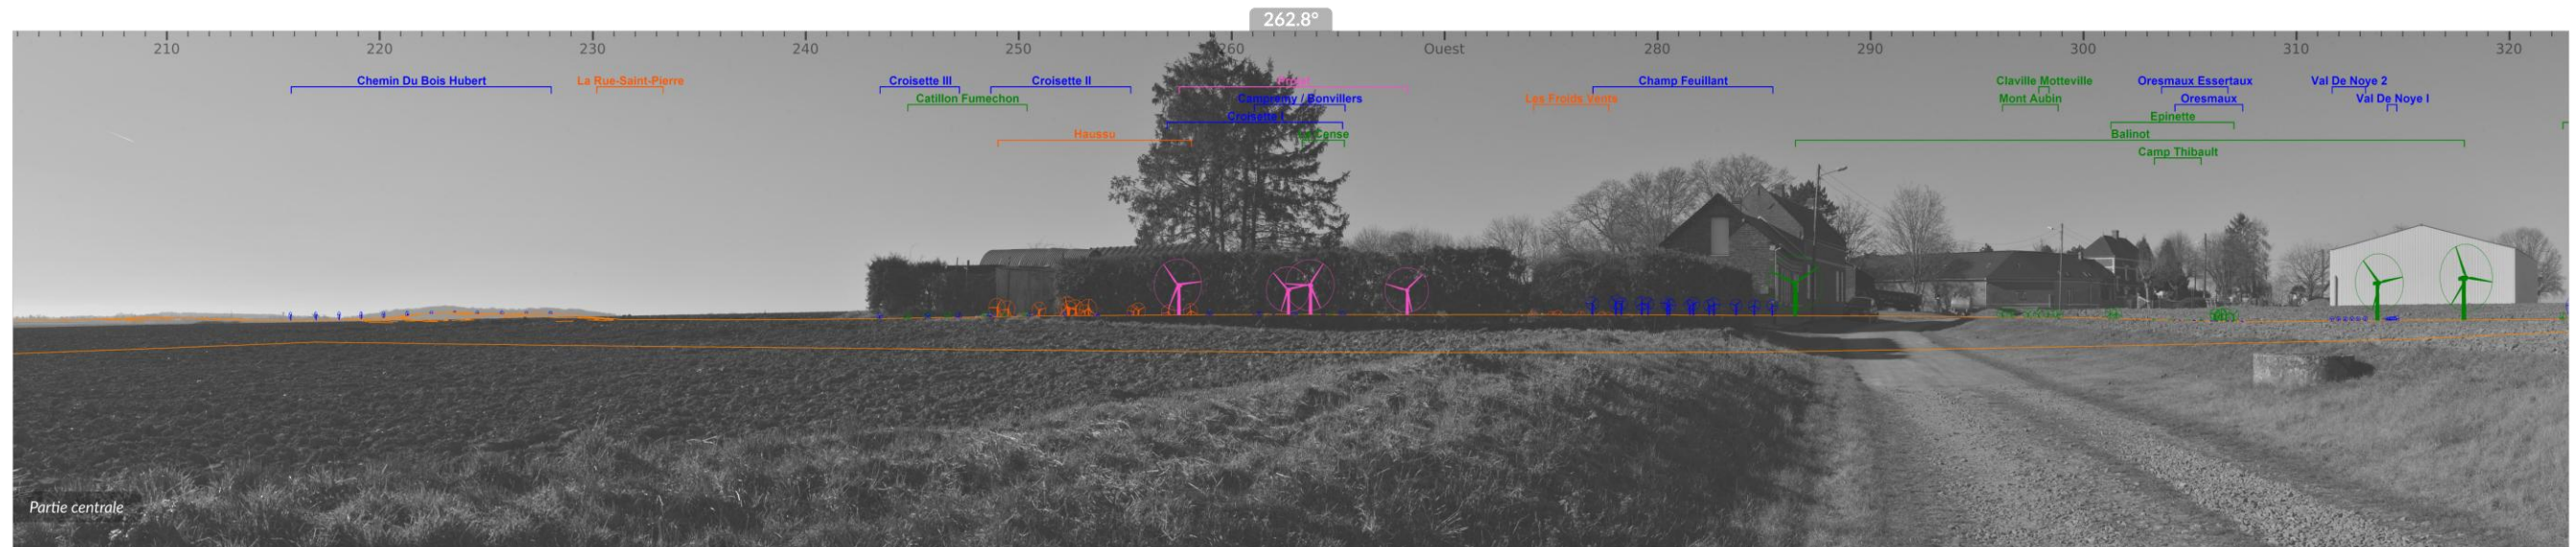 262.8°
210 220 230 240 250 260 Ouest 280 290 300 310 320
Chemin Du Bois Hubert La Rue-Saint-Pierre Croisette III Croisette II Projet Champ Feuillant Claville Motteville Oresmaux Essertaux Val De Noye 2
Catillon Fumechon Campremy / Bonvillers Les Froids Vents Mont Aubin Oresmaux Val De Noye I
Croisette I Epinette
Haussu La Cense Balinot
Camp Thibault
Partie centrale